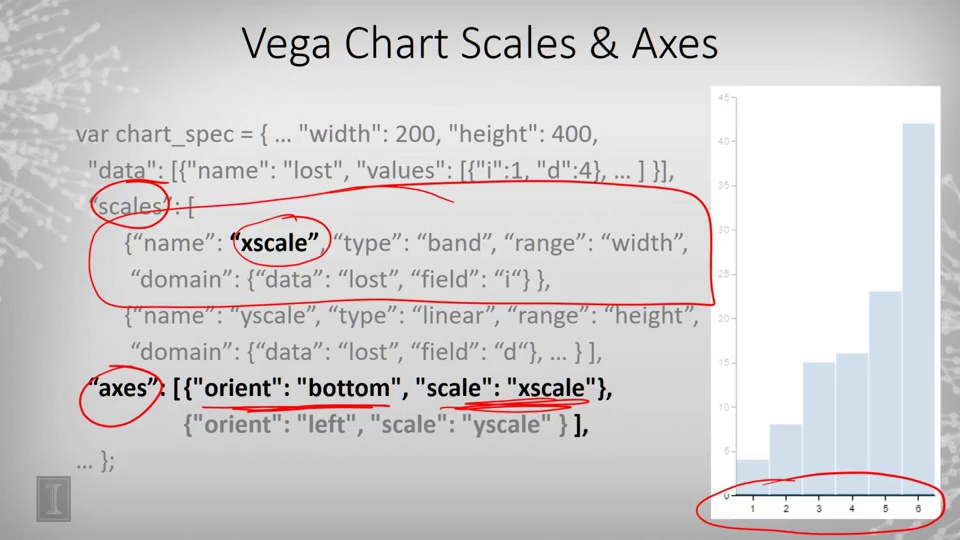 Vega Chart Scales & Axes
var chart_spec = { … "width": 200, "height": 400,
"data": [{"name": "lost", "values": [{"i":1, "d":4}, … ] }],
“scales”: [
{“name”: “xscale”, “type”: “band”, “range”: “width”,
“domain”: {“data”: “lost”, “field”: “i“} },
{“name”: “yscale”, “type”: “linear”, “range”: “height”,
“domain”: {“data”: “lost”, “field”: “d“}, … } ],
“axes”: [{"orient": "bottom", "scale": "xscale"},
{"orient": "left", "scale": "yscale" } ],
… };
45
40
35
30
25
20
15
10
5
0
1 2 3 4 5 6
I